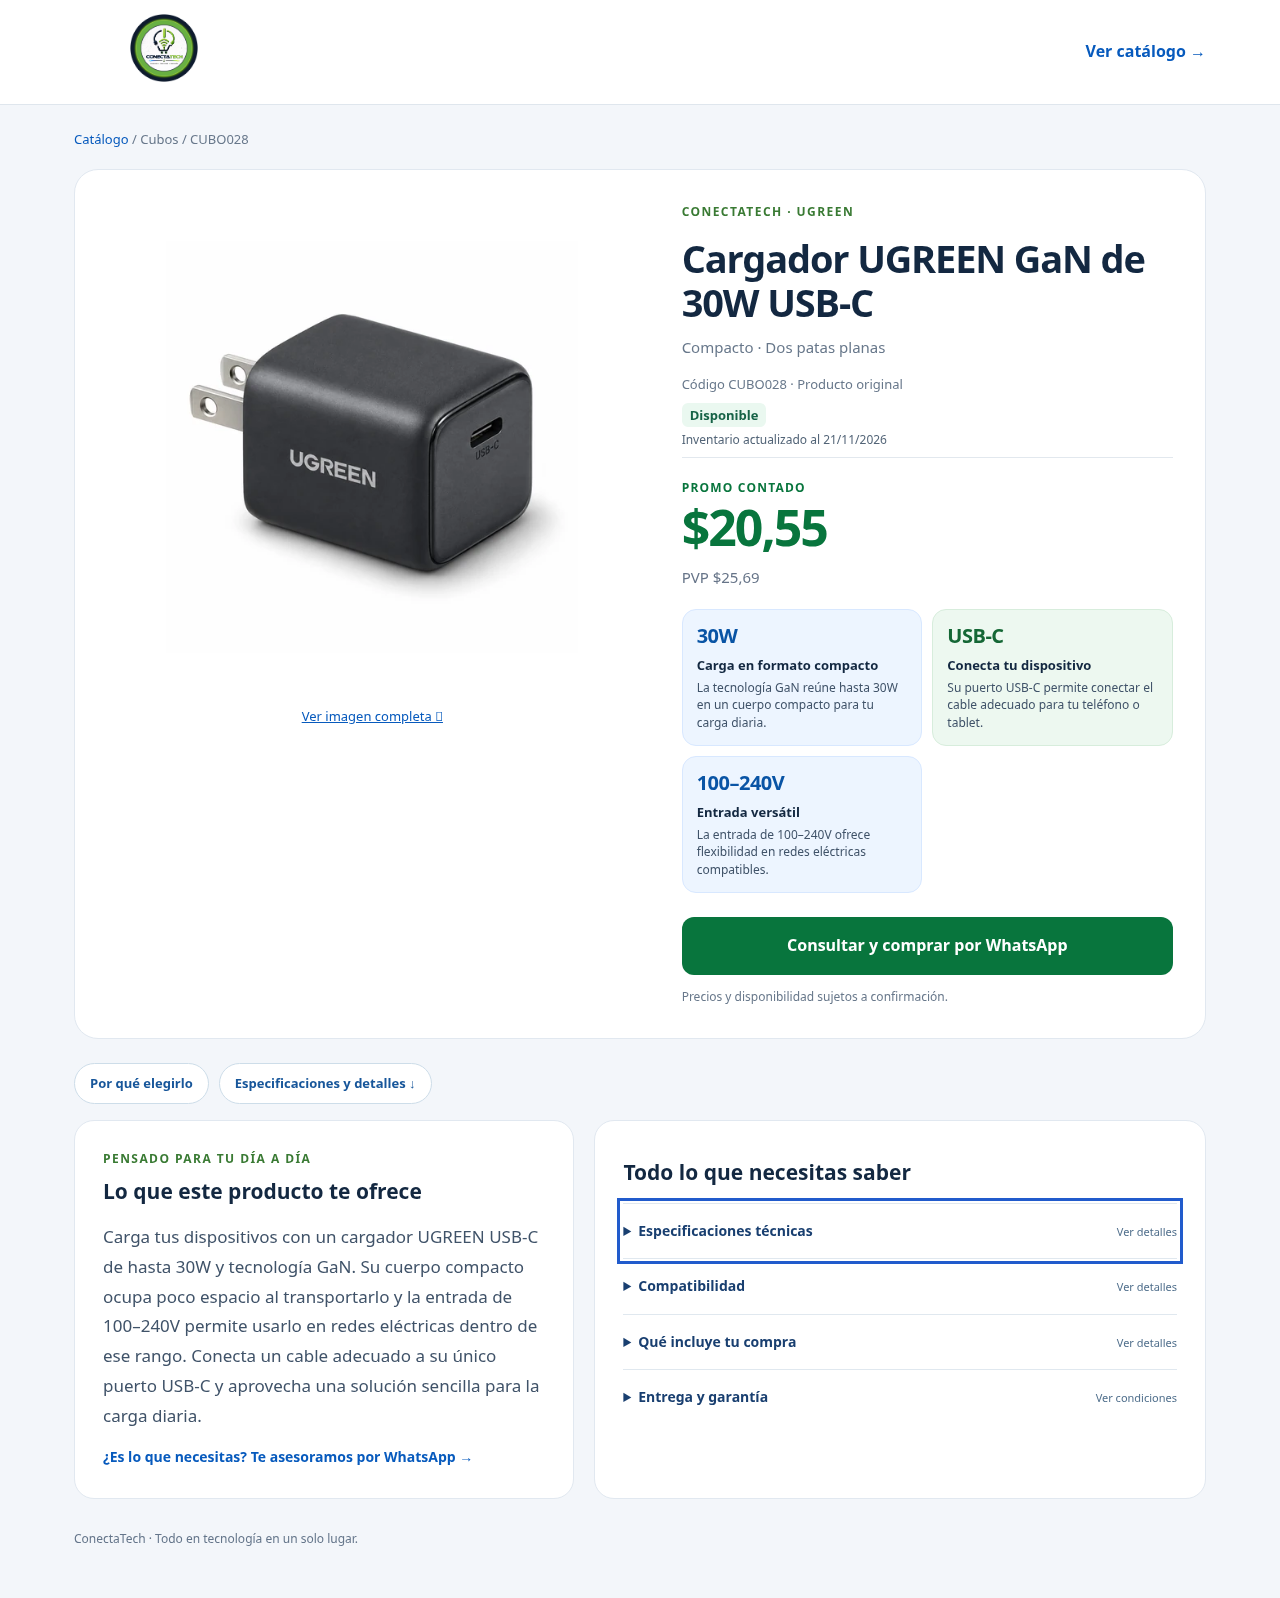 CONECTATECH
Ver catálogo →
Catálogo / Cubos / CUBO028
CONECTATECH · UGREEN
Cargador UGREEN GaN de
30W USB-C
Compacto · Dos patas planas
Código CUBO028 · Producto original
Disponible
Inventario actualizado al 21/11/2026
PROMO CONTADO
$20,55
PVP $25,69
UGREEN
USB-C
Ver imagen completa
30W
Carga en formato compacto
La tecnología GaN reúne hasta 30W
en un cuerpo compacto para tu
carga diaria.
USB-C
Conecta tu dispositivo
Su puerto USB-C permite conectar el
cable adecuado para tu teléfono o
tablet.
100–240V
Entrada versátil
La entrada de 100–240V ofrece
flexibilidad en redes eléctricas
compatibles.
Consultar y comprar por WhatsApp
Precios y disponibilidad sujetos a confirmación.
Por qué elegirlo
Especificaciones y detalles ↓
PENSADO PARA TU DÍA A DÍA
Lo que este producto te ofrece
Carga tus dispositivos con un cargador UGREEN USB-C
de hasta 30W y tecnología GaN. Su cuerpo compacto
ocupa poco espacio al transportarlo y la entrada de
100–240V permite usarlo en redes eléctricas dentro de
ese rango. Conecta un cable adecuado a su único
puerto USB-C y aprovecha una solución sencilla para la
carga diaria.
¿Es lo que necesitas? Te asesoramos por WhatsApp →
Todo lo que necesitas saber
▶ Especificaciones técnicas Ver detalles
▶ Compatibilidad Ver detalles
▶ Qué incluye tu compra Ver detalles
▶ Entrega y garantía Ver condiciones
ConectaTech · Todo en tecnología en un solo lugar.